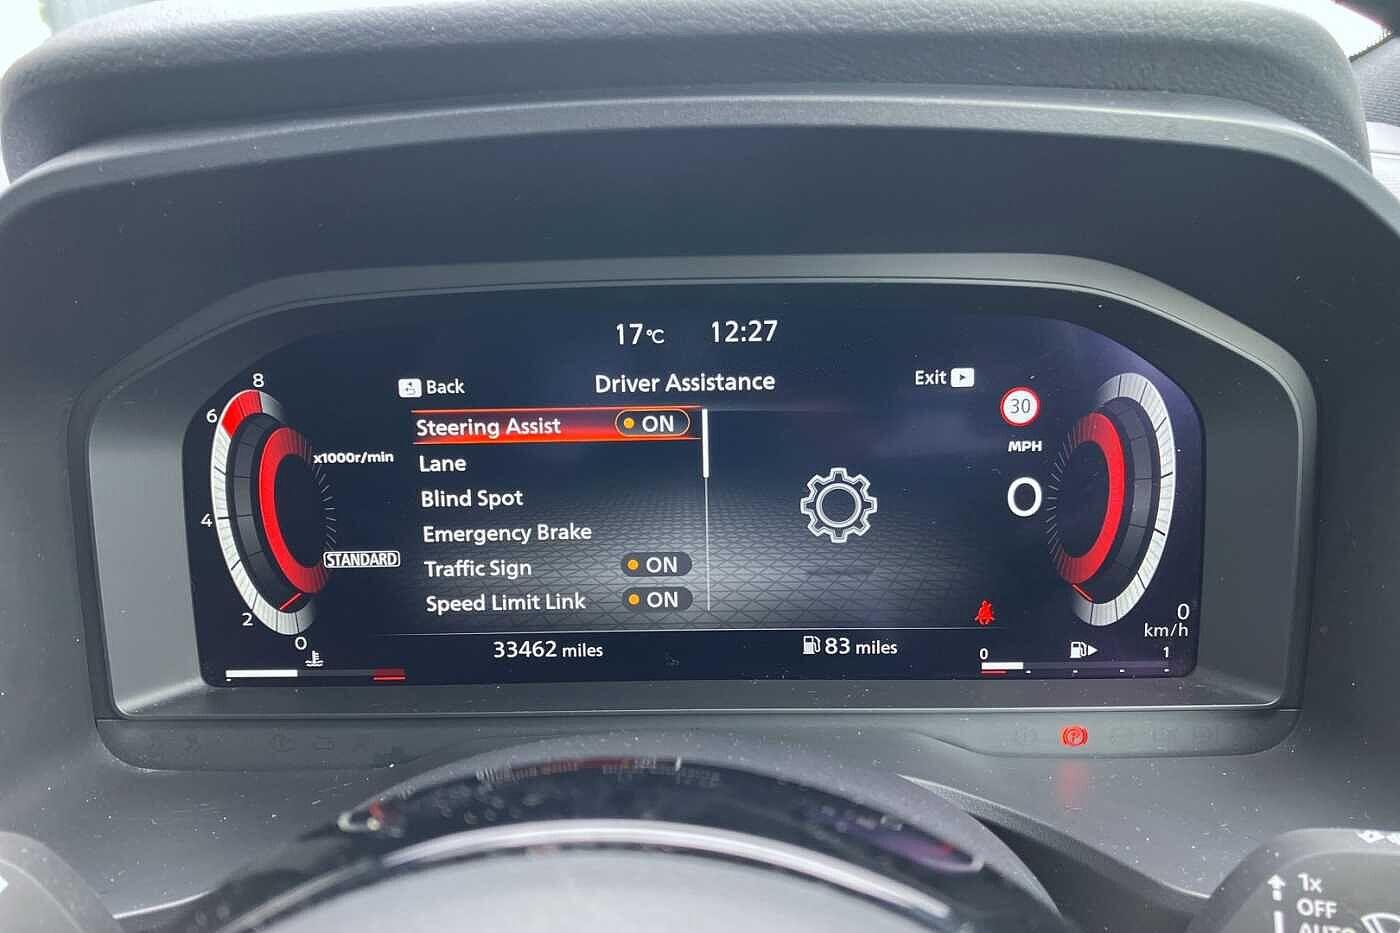 17°C 12:27
Back Driver Assistance Exit
8
6
4
2
0
x1000r/min
STANDARD
Steering Assist ON
Lane
Blind Spot
Emergency Brake
Traffic Sign ON
Speed Limit Link ON
30
MPH
0
0
km/h
33462 miles 83 miles
0 1
P
1x
OFF
AUTO